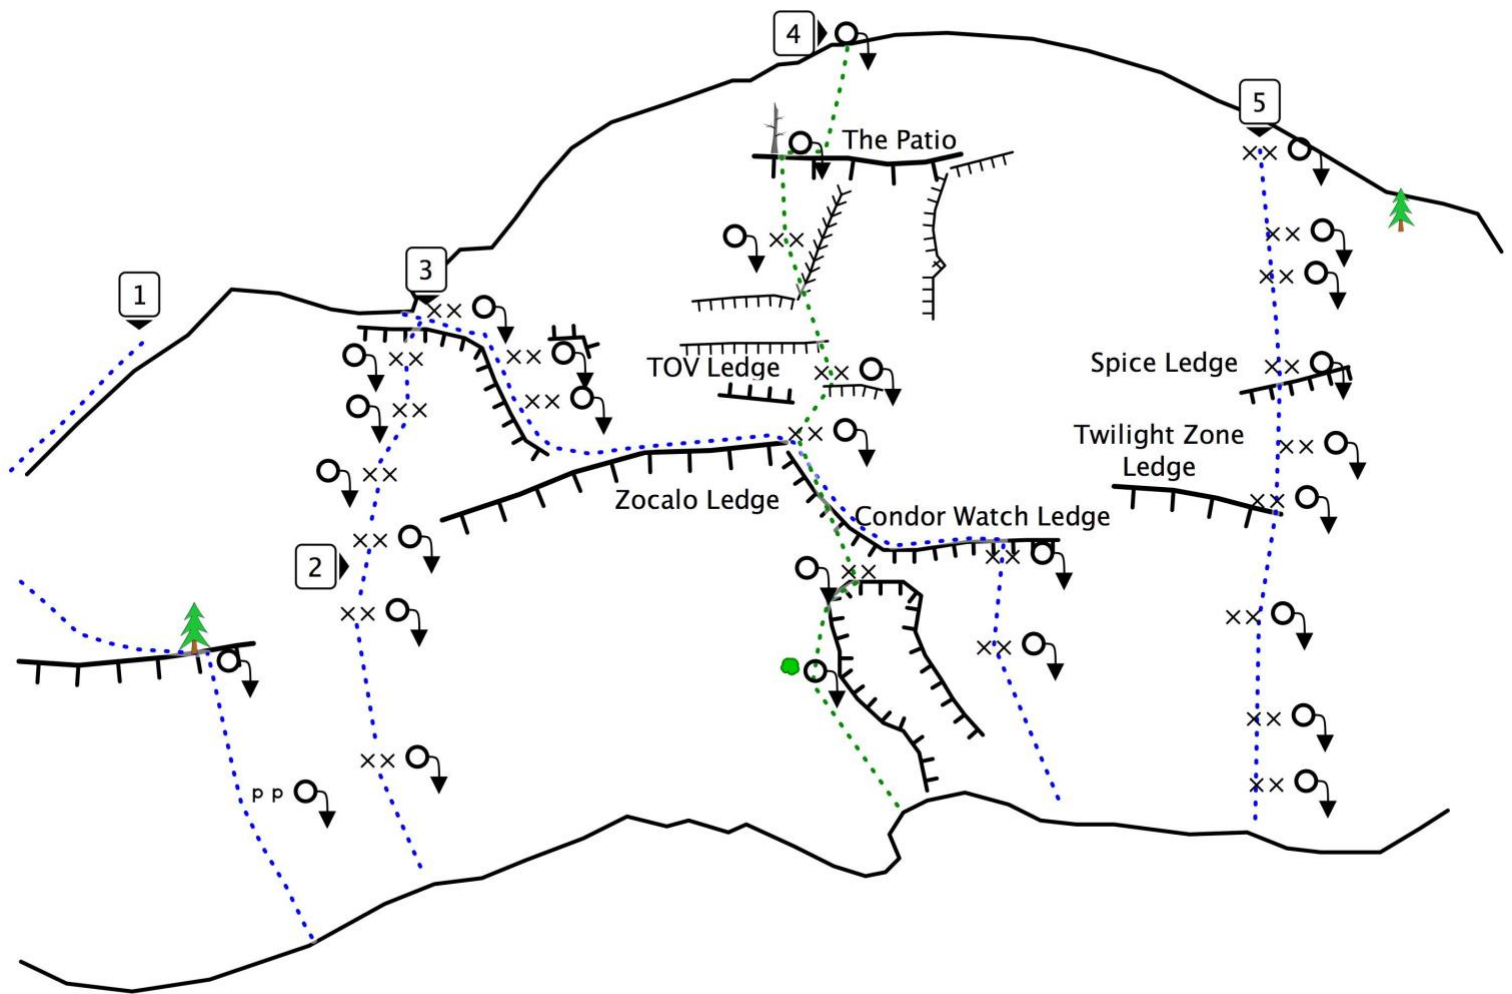 4
The Patio
5
3
1
TOV Ledge
Spice Ledge
Twilight Zone
Ledge
Zocalo Ledge
Condor Watch Ledge
2
p p